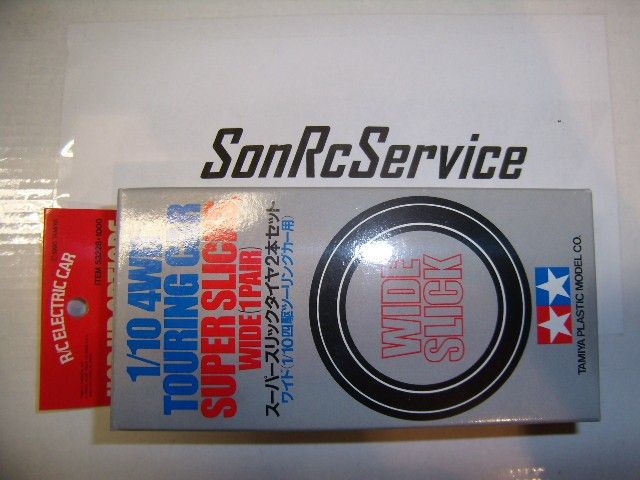 SonRcService
R/C ELECTRIC CAR
1/10 4WD
TOURING CAR
SUPER SLICK
WIDE (1 PAIR)
スーパースリックタイヤ2本セット
ワイド(1/10四駆ツーリングカー用)
WIDE
SLICK
TAMIYA PLASTIC MODEL CO.